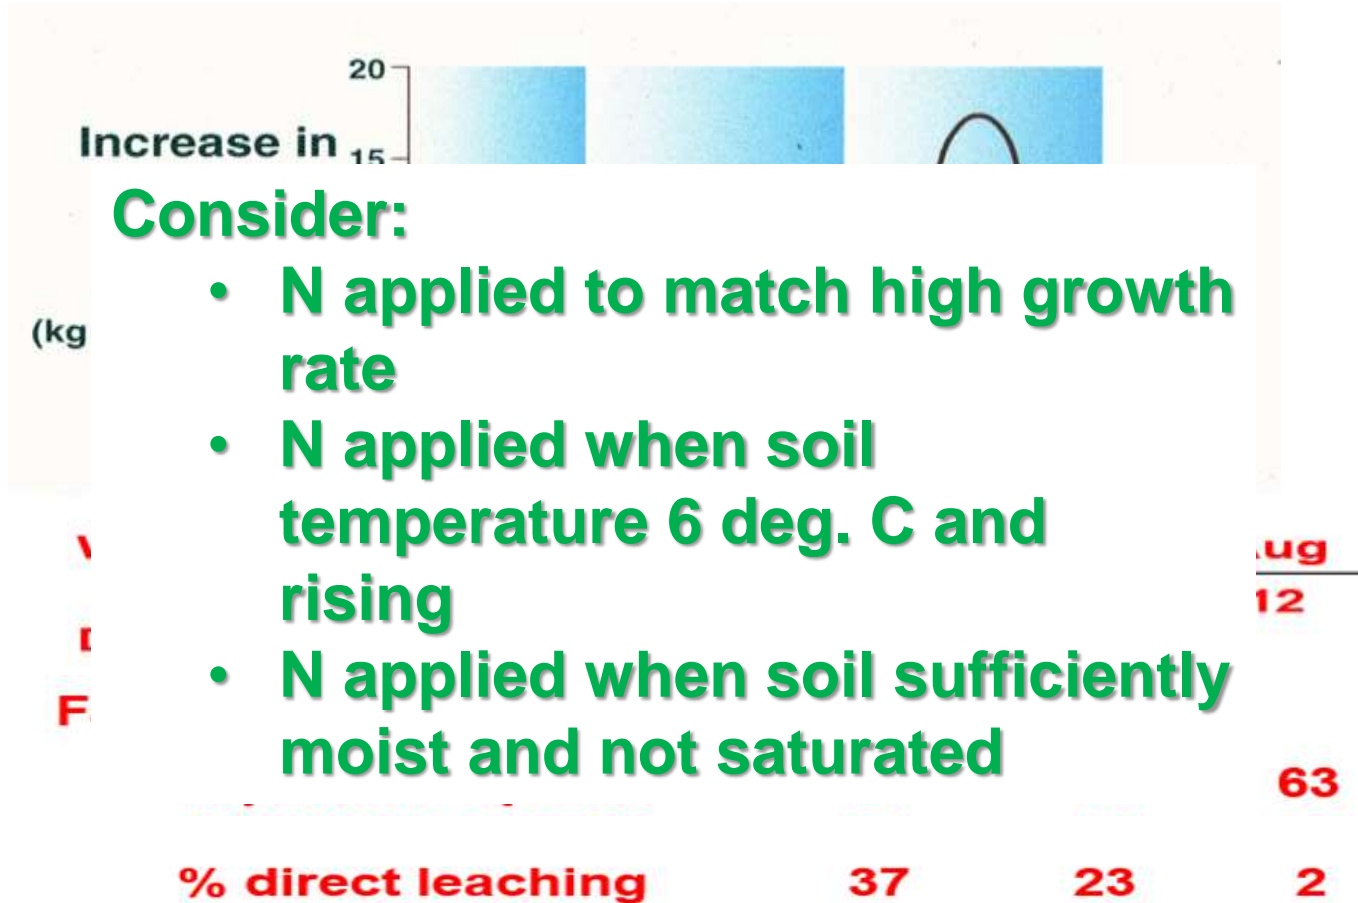 20
Increase in
15
Consider:
• N applied to match high growth
rate
(kg
• N applied when soil
temperature 6 deg. C and
rising
ug
12
• N applied when soil sufficiently
moist and not saturated
63
% direct leaching 37 23 2